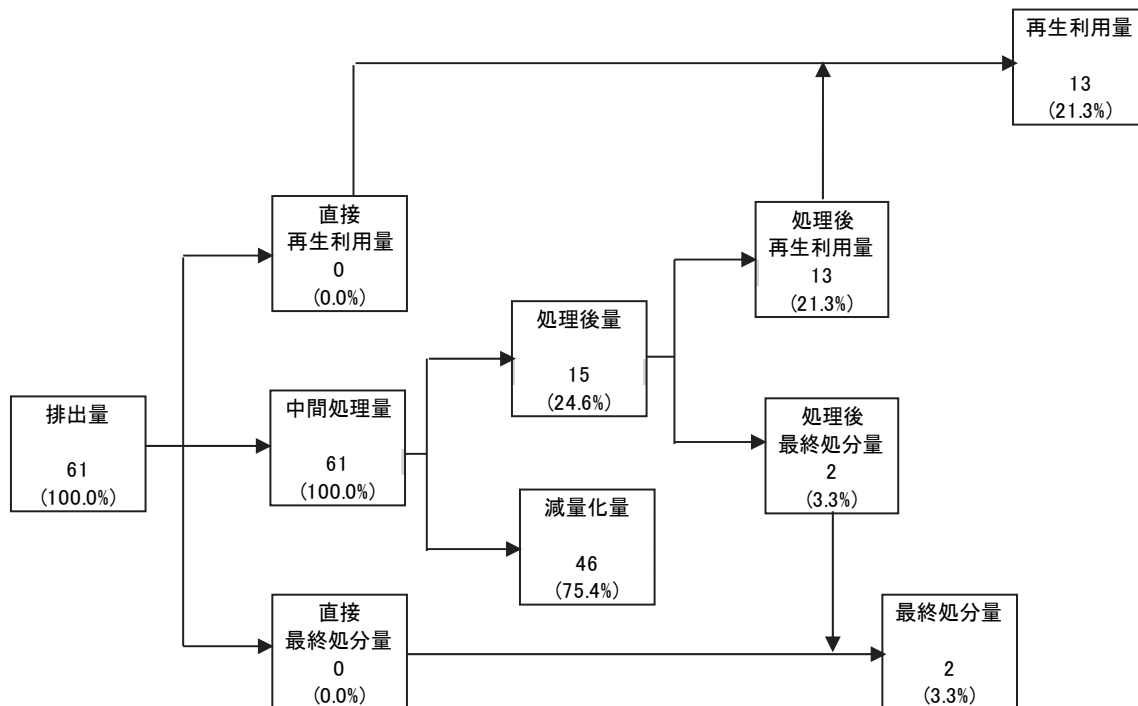 再生利用量
13
(21.3%)
直接
再生利用量
0
(0.0%)
処理後
再生利用量
13
(21.3%)
処理後量
15
(24.6%)
排出量
61
(100.0%)
中間処理量
61
(100.0%)
処理後
最終処分量
2
(3.3%)
減量化量
46
(75.4%)
直接
最終処分量
0
(0.0%)
最終処分量
2
(3.3%)